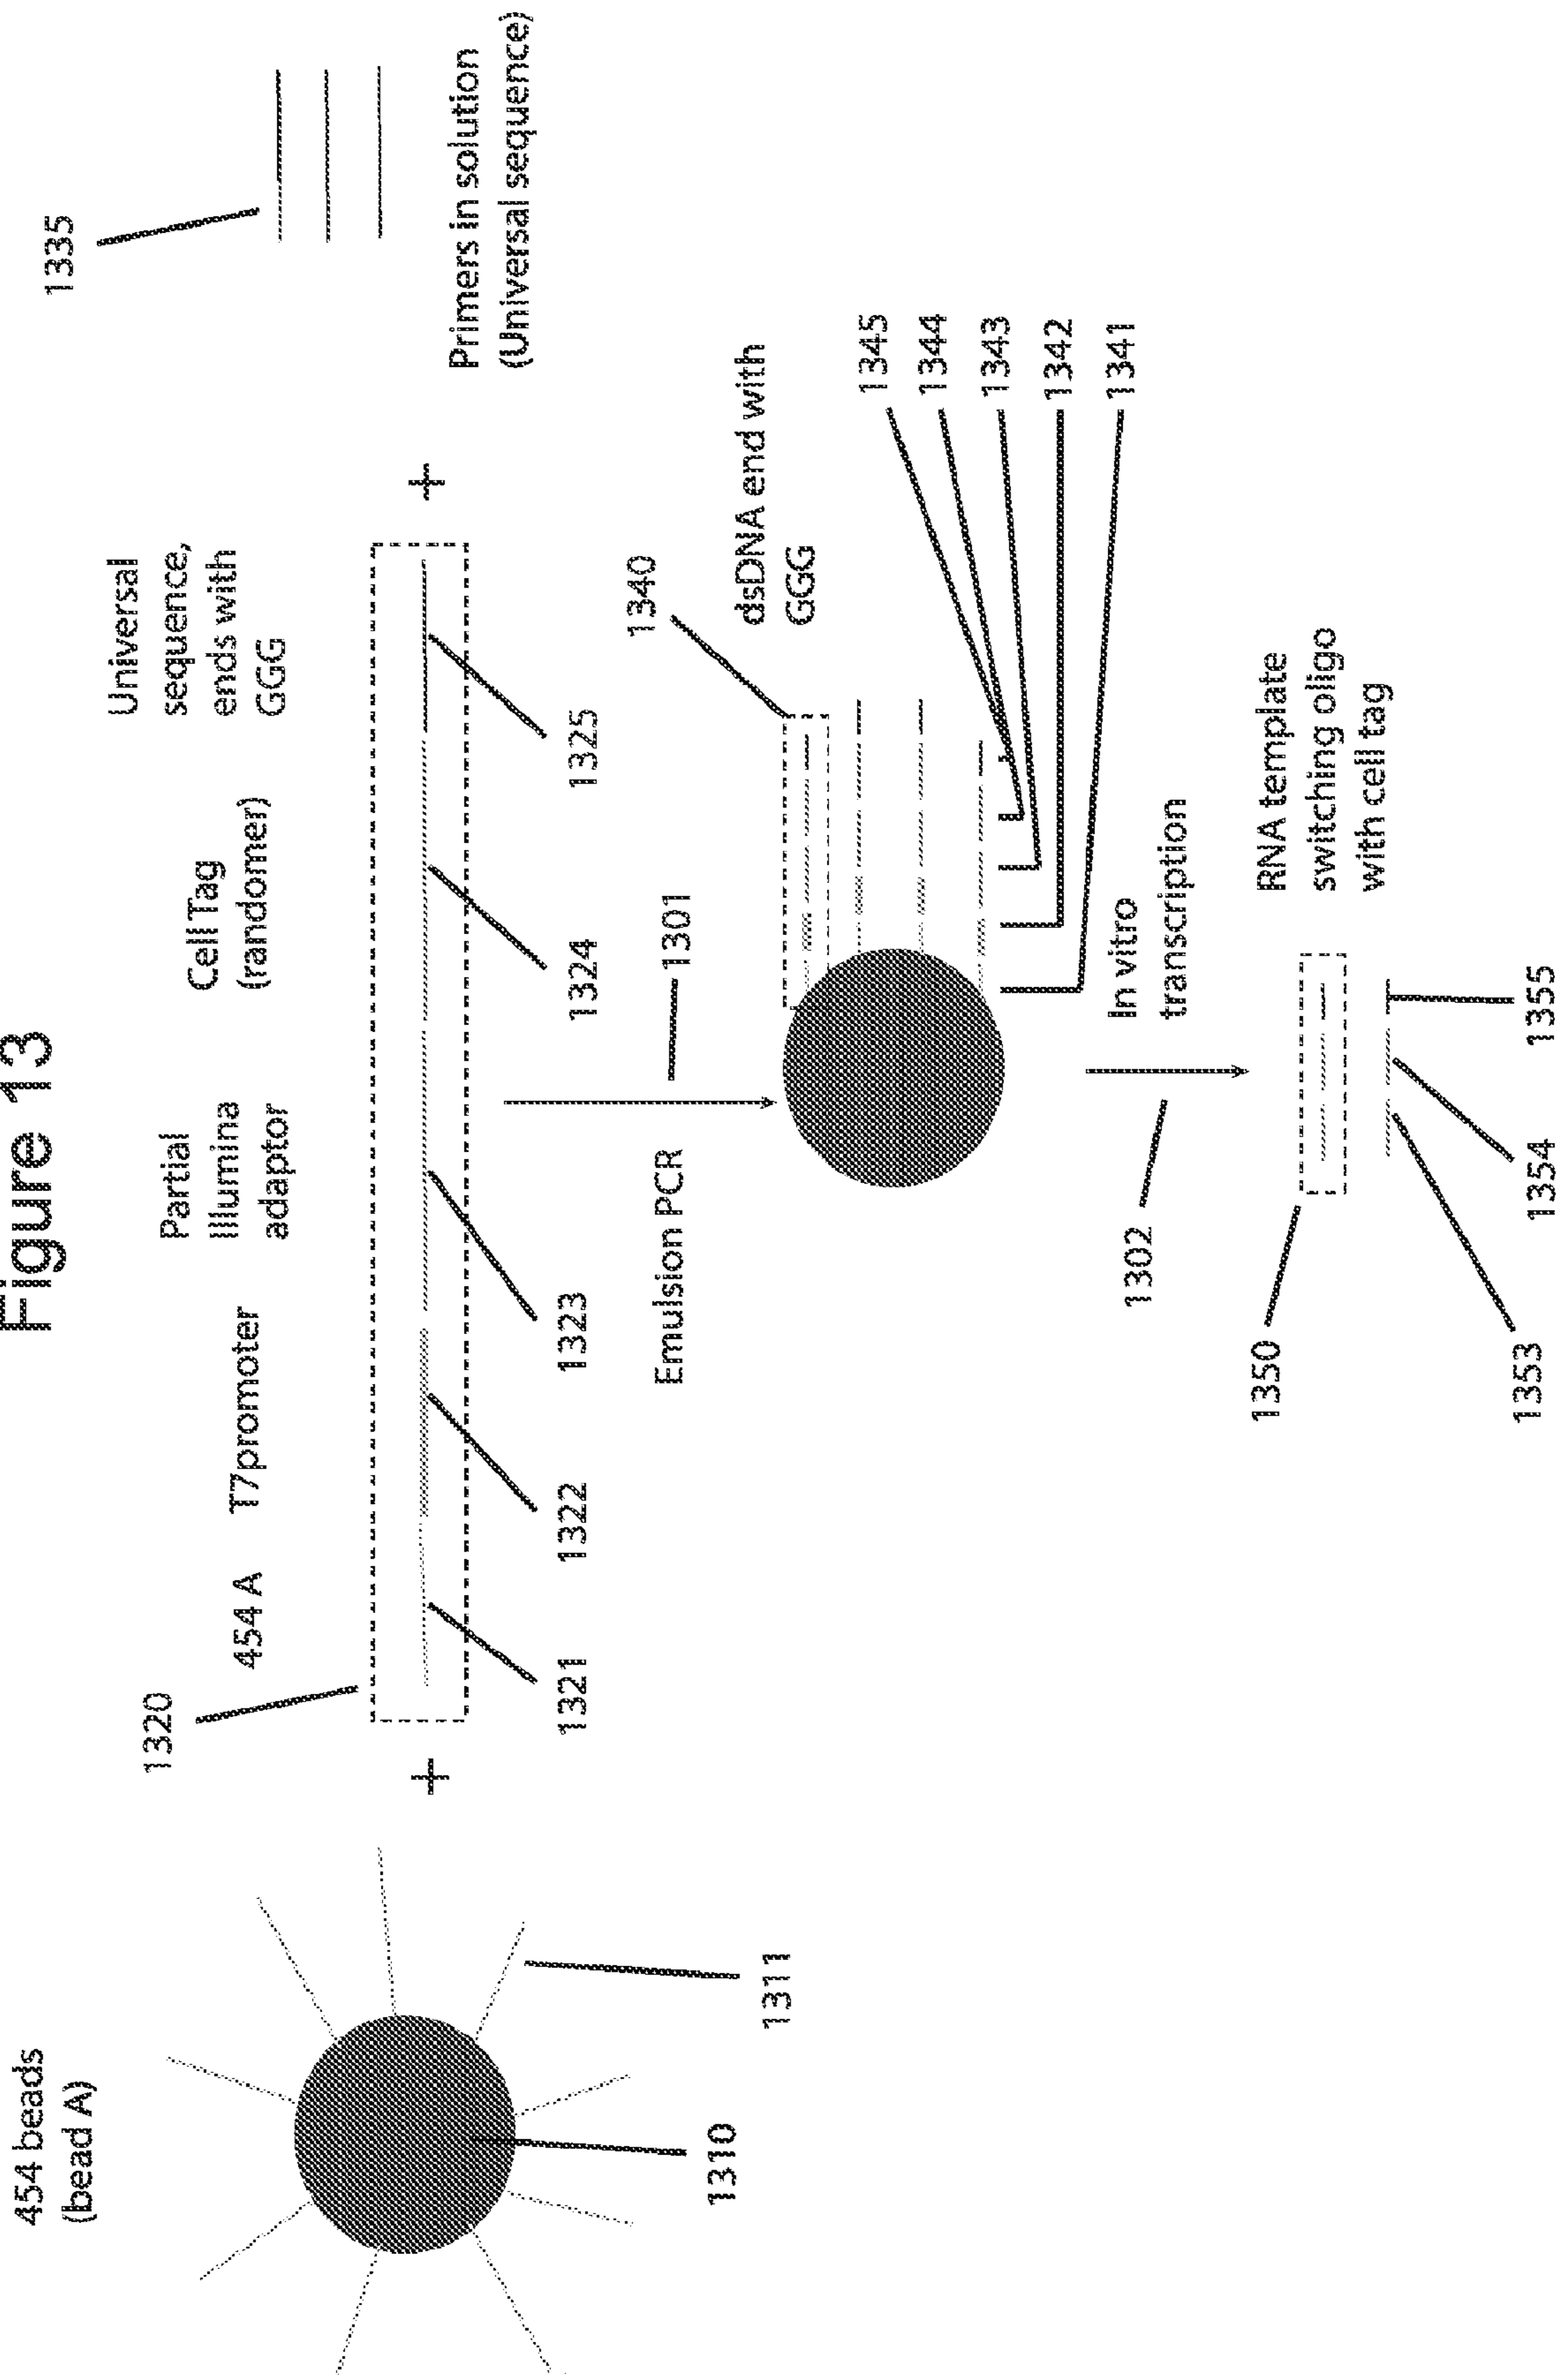 Figure 13
454 beads
(bead A)
1310
1311
1320
454 A
T7promoter
Partial
Illumina
adaptor
Cell Tag
(randomer)
Universal
sequence,
ends with
GGG
+
+
1321
1322
1323
1324
1325
1335
Primers in solution
(Universal sequence)
Emulsion PCR
1301
1340
dsDNA end with
GGG
1345
1344
1343
1342
1341
1302
In vitro
transcription
1350
RNA template
switching oligo
with cell tag
1353
1354
1355